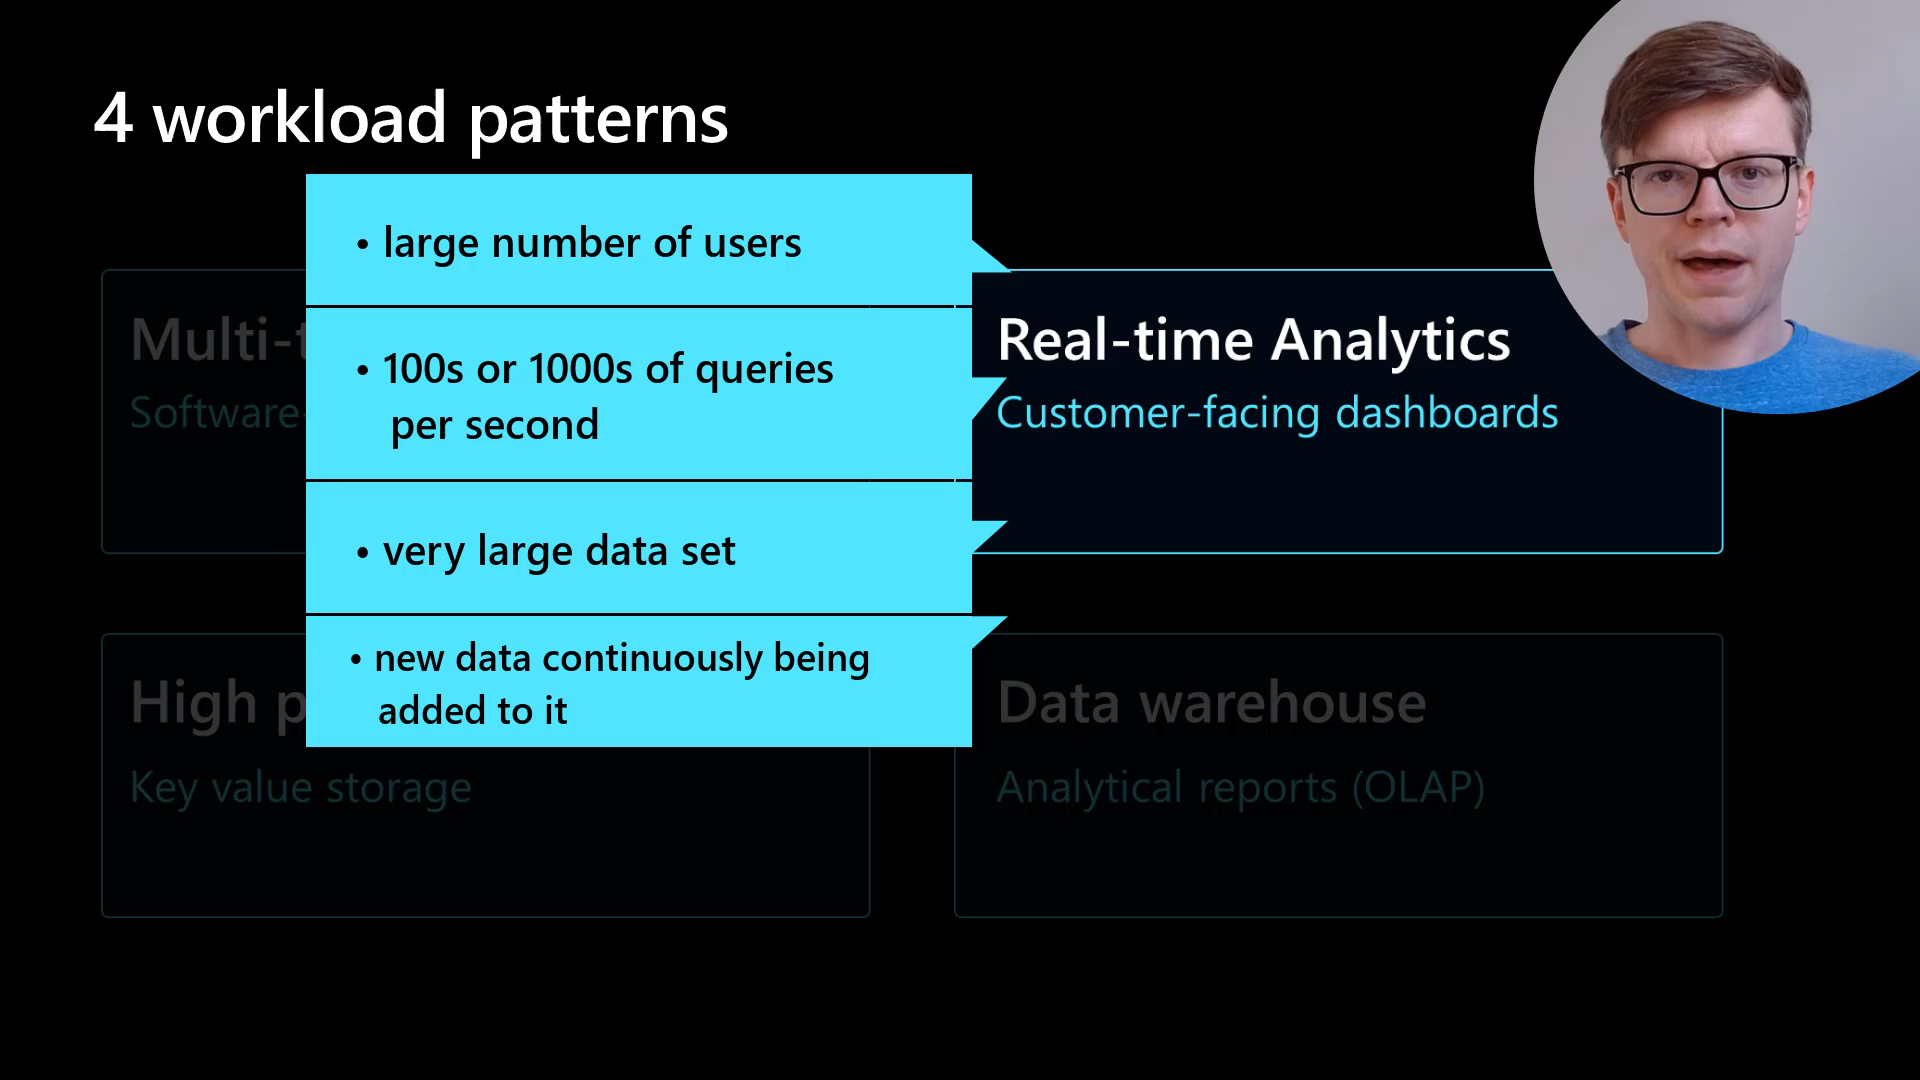 4 workload patterns
• large number of users
• 100s or 1000s of queries
per second
• very large data set
• new data continuously being
added to it
Multi-
Software-
Real-time Analytics
Customer-facing dashboards
High
Key value storage
Data warehouse
Analytical reports (OLAP)